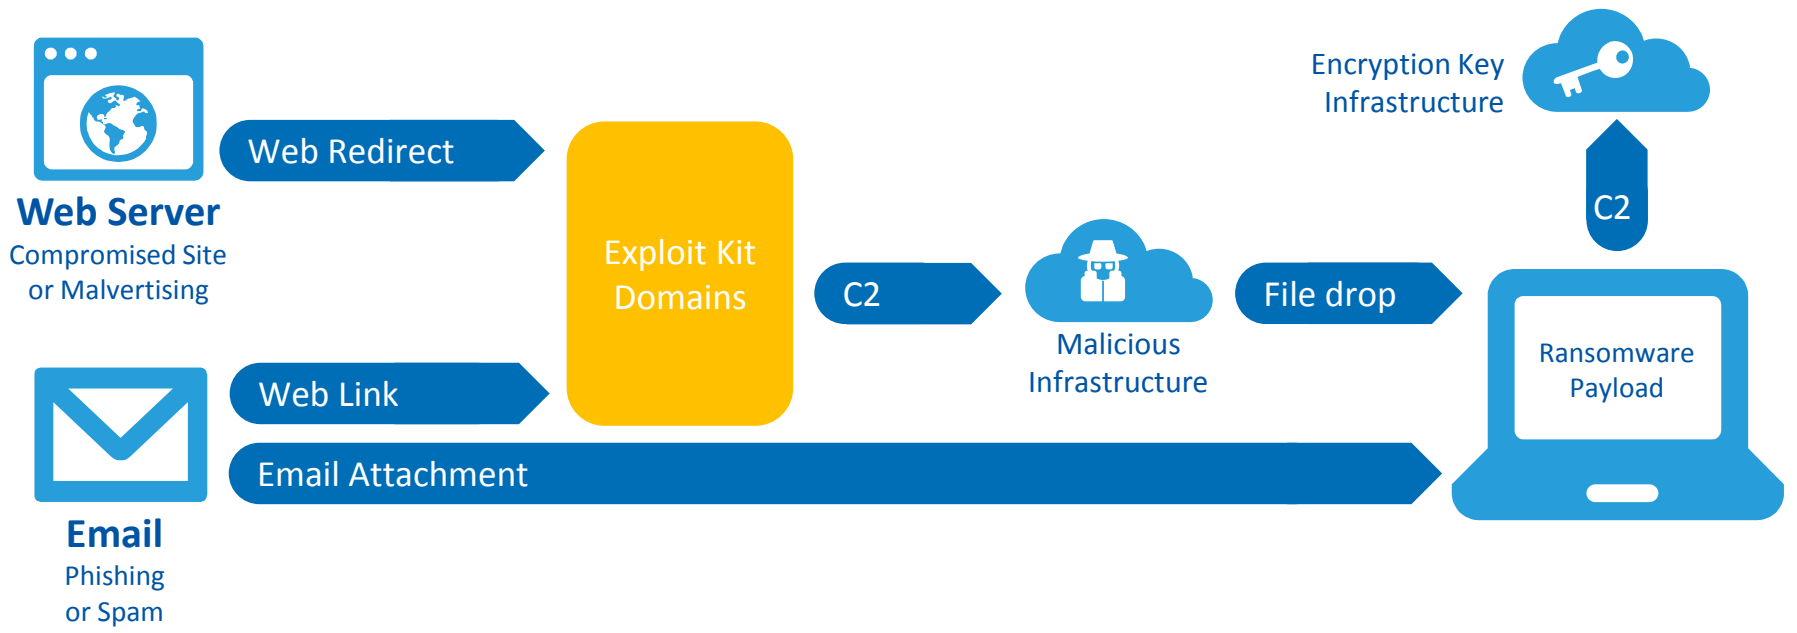 Web Server
Compromised Site
or Malvertising
Web Redirect
Email
Phishing
or Spam
Web Link
Email Attachment
Exploit Kit
Domains
C2
Malicious
Infrastructure
File drop
Ransomware
Payload
C2
Encryption Key
Infrastructure